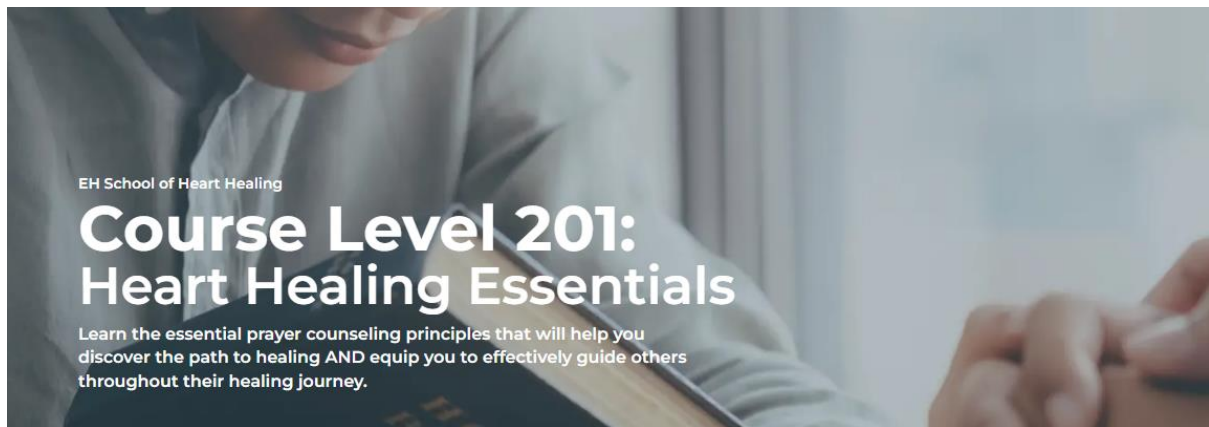 EH School of Heart Healing
Course Level 201:
Heart Healing Essentials
Learn the essential prayer counseling principles that will help you
discover the path to healing AND equip you to effectively guide others
throughout their healing journey.